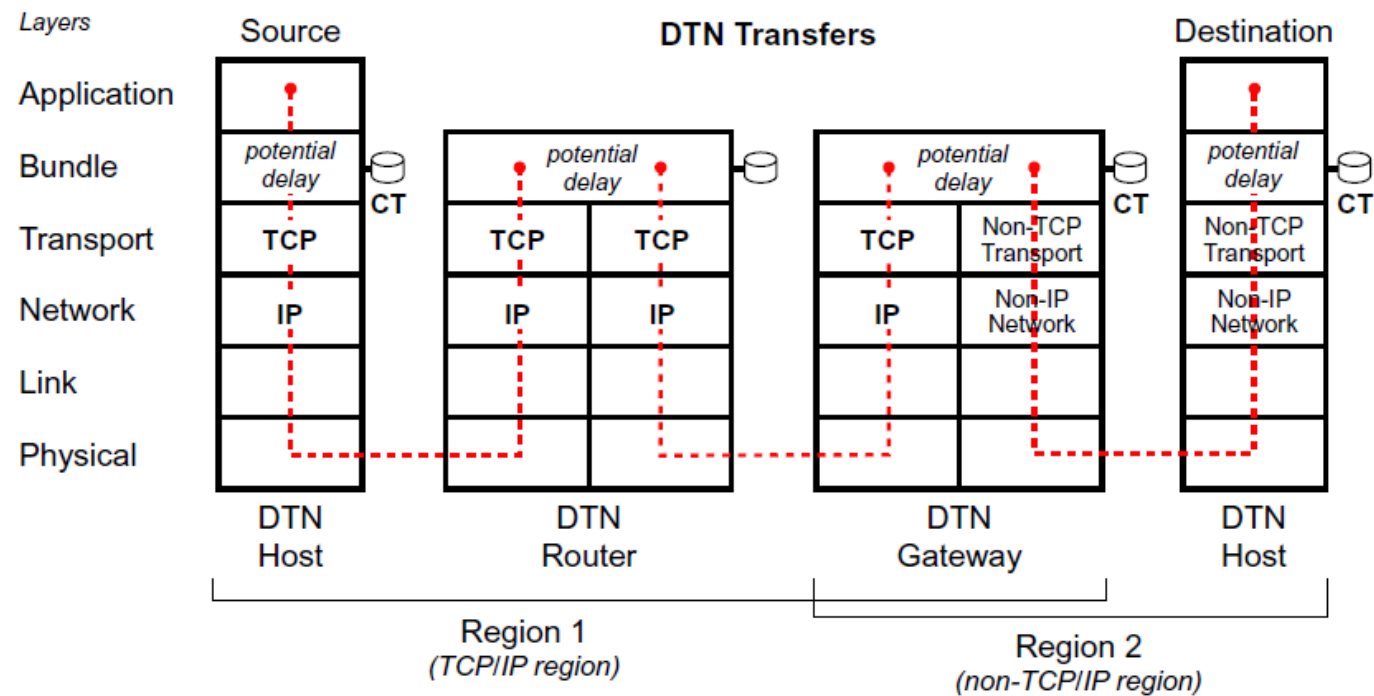 Layers
Source
DTN Transfers
Destination
Application
Bundle
potential
delay
CT
potential
delay
potential
delay
CT
potential
delay
CT
Transport
TCP
TCP
TCP
TCP
Non-TCP
Transport
Non-TCP
Transport
Network
IP
IP
IP
IP
Non-IP
Network
Non-IP
Network
Link
Physical
DTN
Host
DTN
Router
DTN
Gateway
DTN
Host
Region 1
(TCP/IP region)
Region 2
(non-TCP/IP region)